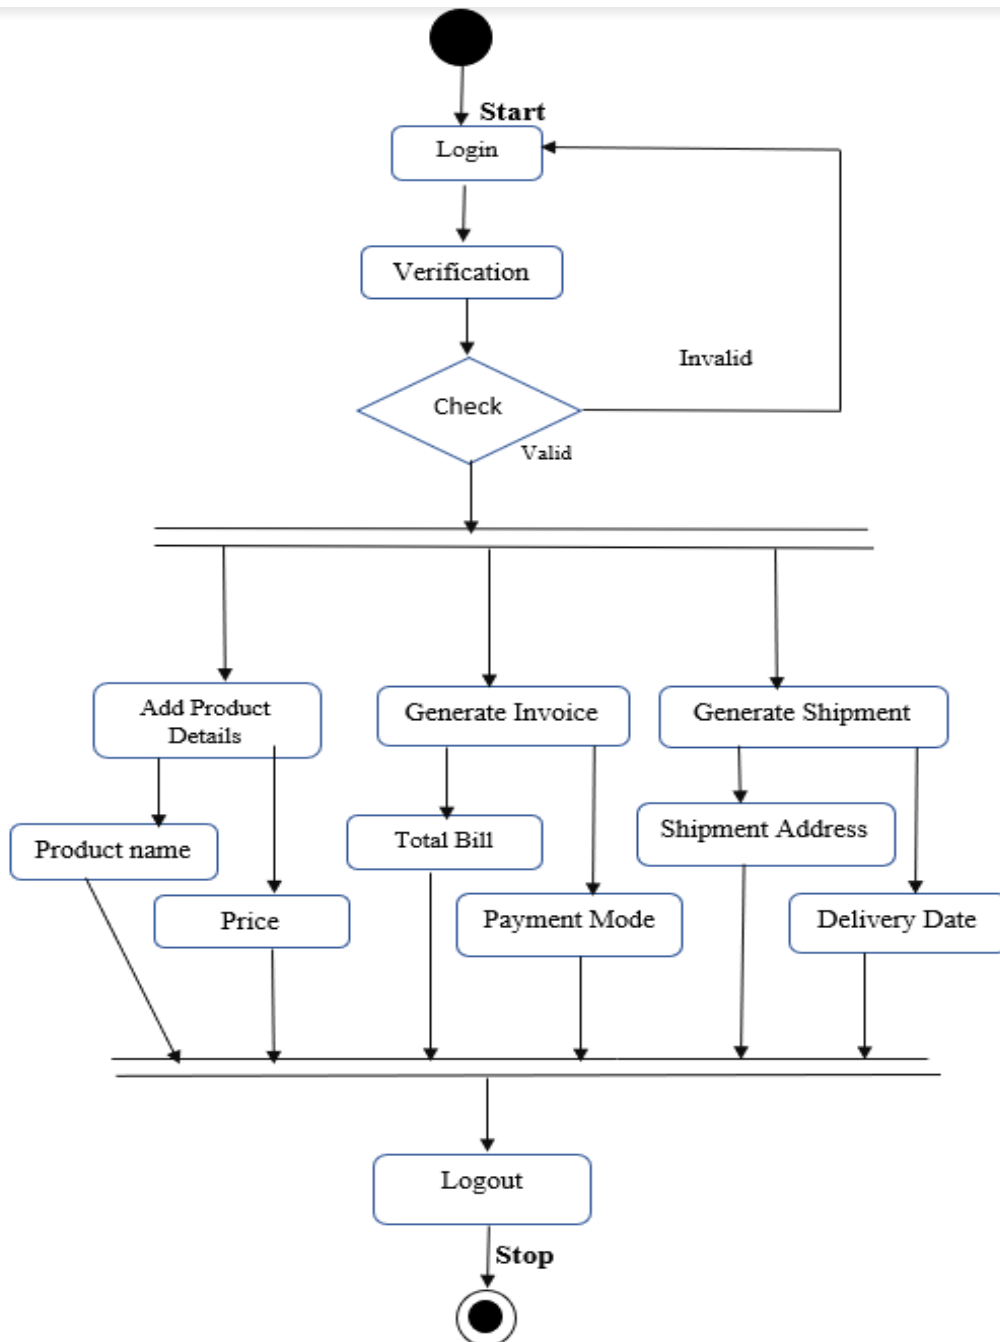 Start
Login
Verification
Invalid
Check
Valid
Add Product
Details
Generate Invoice
Generate Shipment
Product name
Total Bill
Shipment Address
Price
Payment Mode
Delivery Date
Logout
Stop